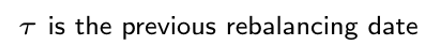 τ is the previous rebalancing date